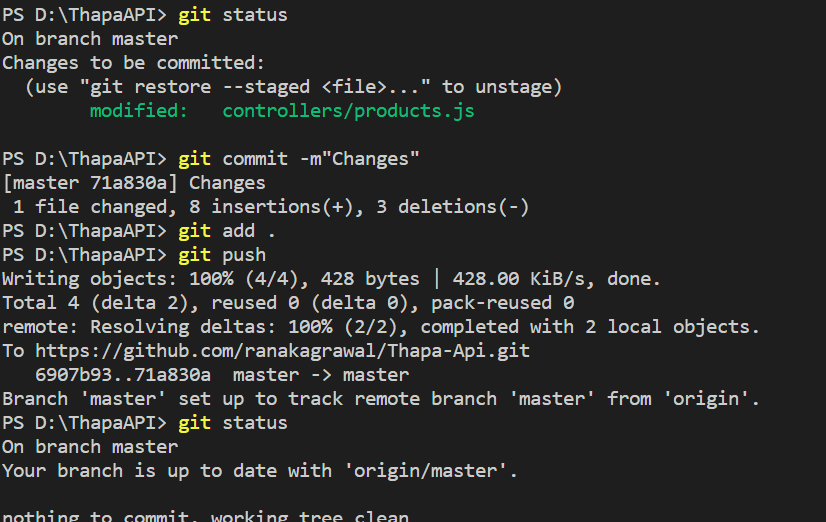 PS D:\ThapaAPI> git status
On branch master
Changes to be committed:
  (use "git restore --staged <file>..." to unstage)
        modified:   controllers/products.js

PS D:\ThapaAPI> git commit -m"Changes"
[master 71a830a] Changes
 1 file changed, 8 insertions(+), 3 deletions(-)
PS D:\ThapaAPI> git add .
PS D:\ThapaAPI> git push
Writing objects: 100% (4/4), 428 bytes | 428.00 KiB/s, done.
Total 4 (delta 2), reused 0 (delta 0), pack-reused 0
remote: Resolving deltas: 100% (2/2), completed with 2 local objects.
To https://github.com/ranakagrawal/Thapa-Api.git
   6907b93..71a830a  master -> master
Branch 'master' set up to track remote branch 'master' from 'origin'.
PS D:\ThapaAPI> git status
On branch master
Your branch is up to date with 'origin/master'.

nothing to commit, working tree clean